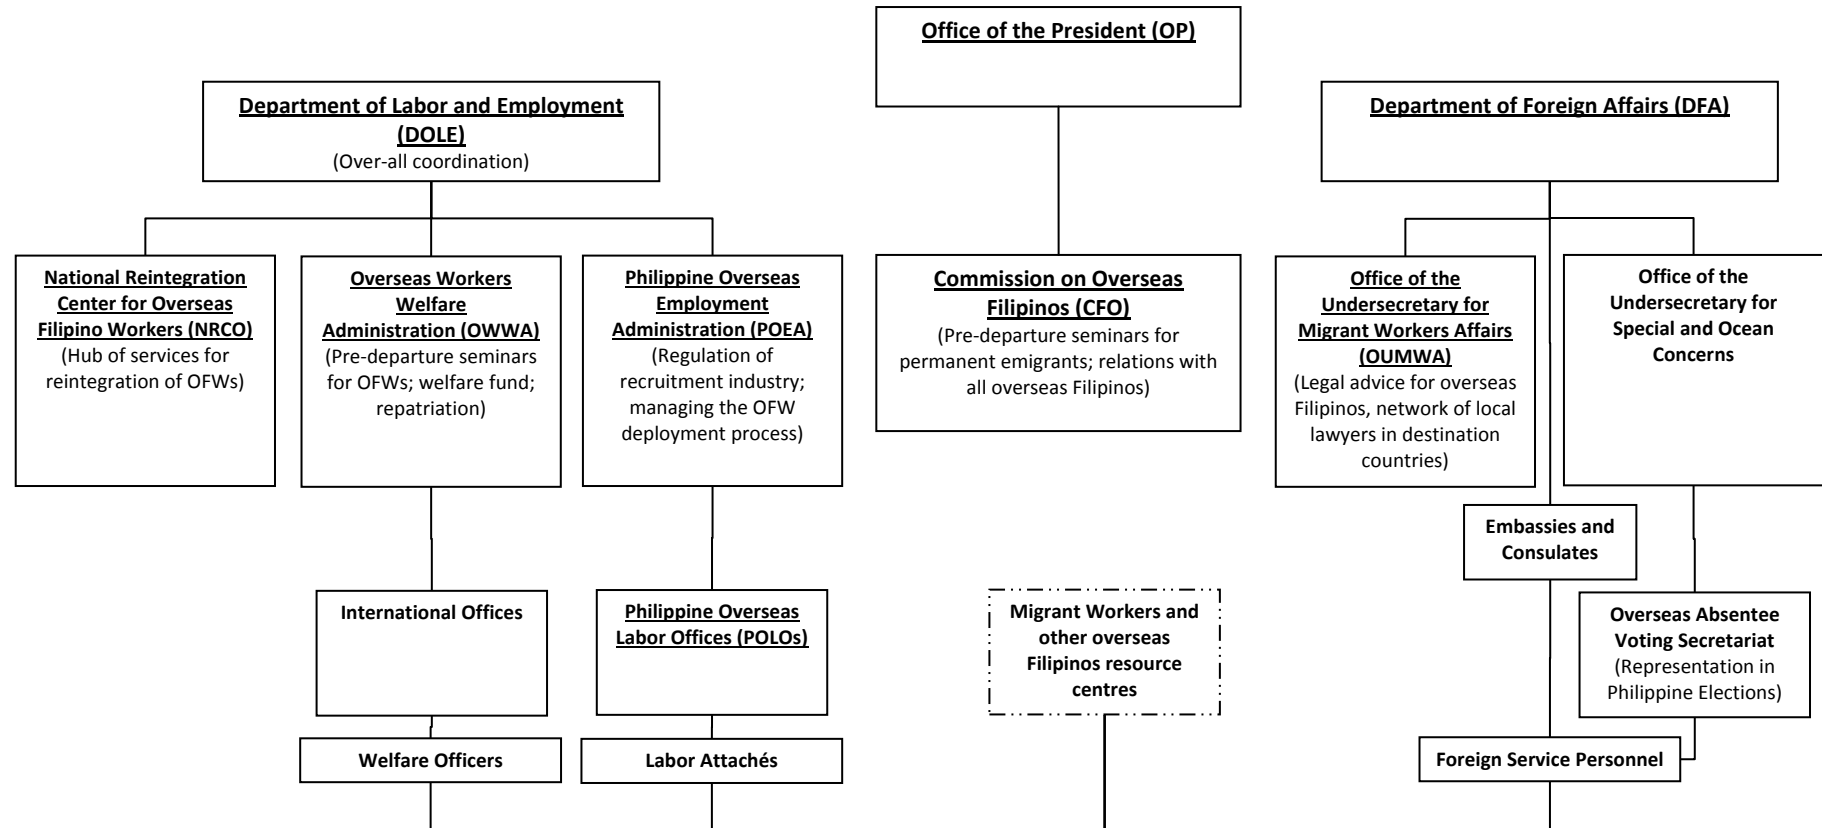 Office of the President (OP)
Department of Labor and Employment
(DOLE)
(Over-all coordination)
Department of Foreign Affairs (DFA)
National Reintegration
Center for Overseas
Filipino Workers (NRCO)
(Hub of services for
reintegration of OFWs)
Overseas Workers
Welfare
Administration (OWWA)
(Pre-departure seminars
for OFWs; welfare fund;
repatriation)
Philippine Overseas
Employment
Administration (POEA)
(Regulation of
recruitment industry;
managing the OFW
deployment process)
Commission on Overseas
Filipinos (CFO)
(Pre-departure seminars for
permanent emigrants; relations with
all overseas Filipinos)
Office of the
Undersecretary for
Migrant Workers Affairs
(OUMWA)
(Legal advice for overseas
Filipinos, network of local
lawyers in destination
countries)
Office of the
Undersecretary for
Special and Ocean
Concerns
Embassies and
Consulates
International Offices
Philippine Overseas
Labor Offices (POLOs)
Migrant Workers and
other overseas
Filipinos resource
centres
Overseas Absentee
Voting Secretariat
(Representation in
Philippine Elections)
Welfare Officers
Labor Attachés
Foreign Service Personnel